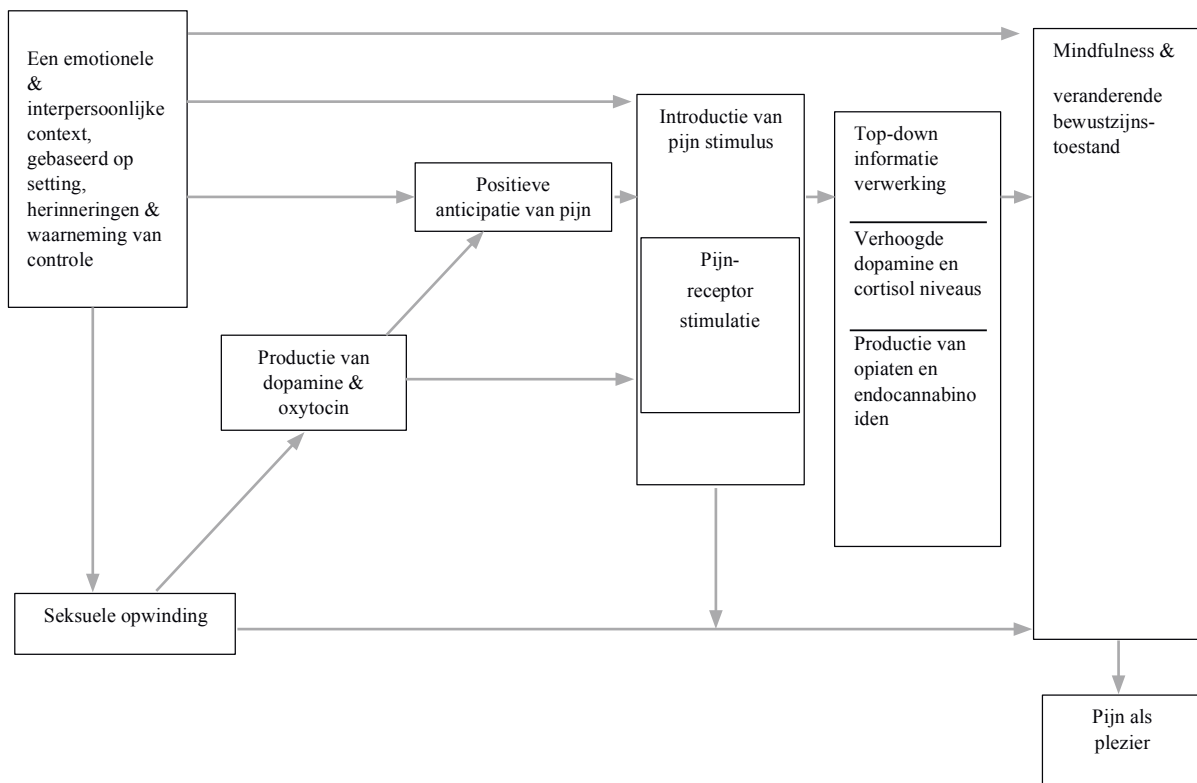 Een emotionele
&
interpersoonlijke
context,
gebaseerd op
setting,
herinneringen &
waarneming van
controle
Seksuele opwinding
Productie van
dopamine &
oxytocin
Positieve
anticipatie van pijn
Introductie van
pijn stimulus
Pijn-
receptor
stimulatie
Top-down
informatie
verwerking
Verhoogde
dopamine en
cortisol niveaus
Productie van
opiaten en
endocannabino
iden
Mindfulness &
veranderende
bewustzijns-
toestand
Pijn als
plezier